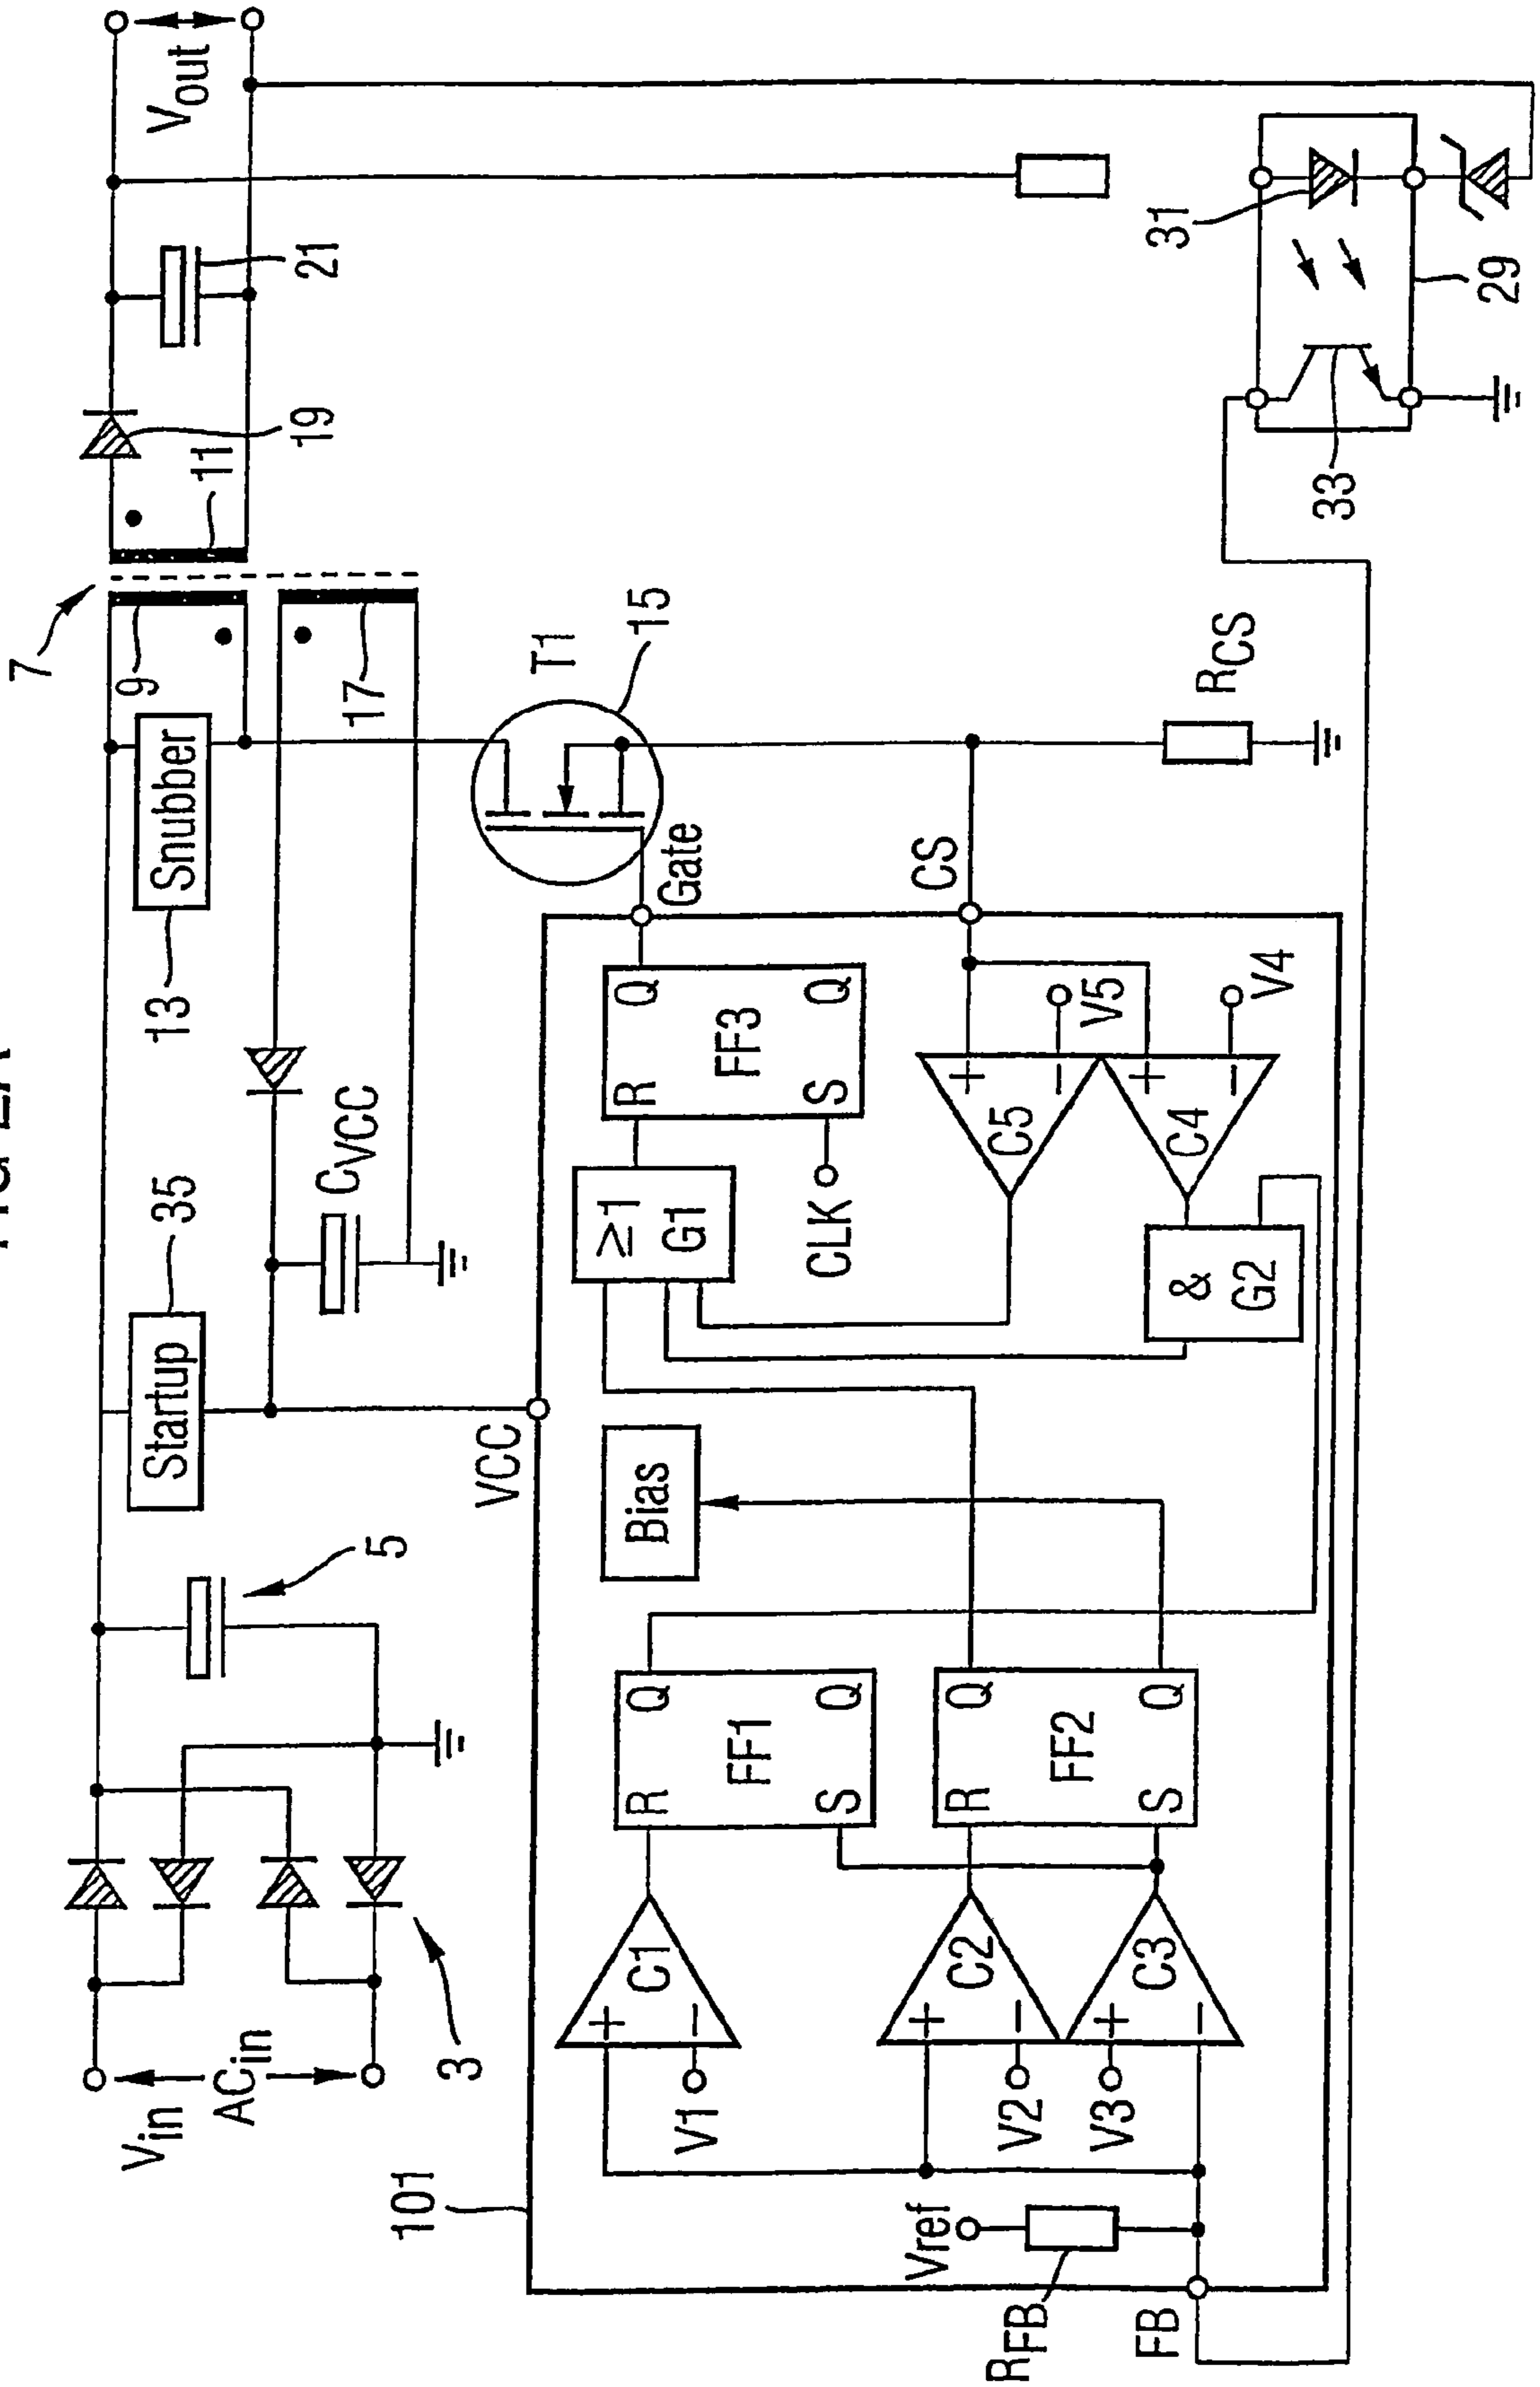 7
Vout
21
19
11
9
17
Snubber
13
Startup
35
CVCC
5
Vin
ACin
3
T1
15
Gate
CS
RCS
31
29
33
VCC
101
Bias
≥1
G1
R
Q
FF3
S
Q
CLK
C5
+
−
V5
C4
+
−
V4
&
G2
C1
+
−
V1
R
Q
FF1
S
Q
C2
+
−
V2
C3
+
−
V3
R
Q
FF2
S
Q
Vref
RFB
FB